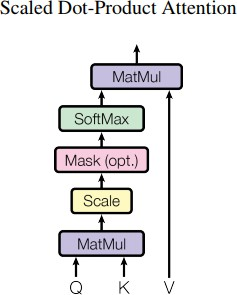 Scaled Dot-Product Attention
MatMul
SoftMax
Mask (opt.)
Scale
MatMul
Q K V